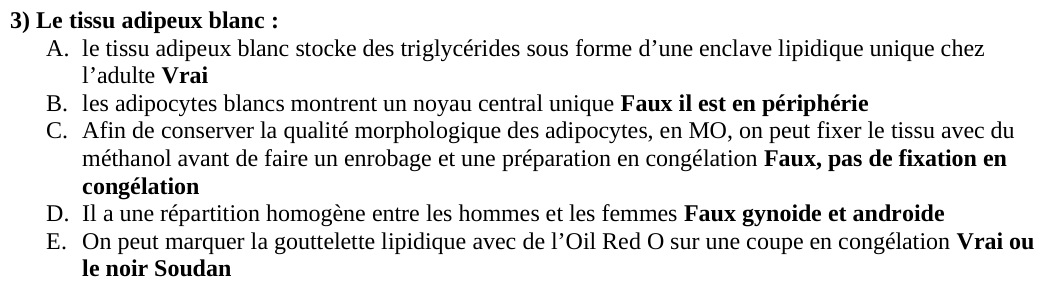 3) Le tissu adipeux blanc :
A. le tissu adipeux blanc stocke des triglycérides sous forme d’une enclave lipidique unique chez
l’adulte Vrai
B. les adipocytes blancs montrent un noyau central unique Faux il est en périphérie
C. Afin de conserver la qualité morphologique des adipocytes, en MO, on peut fixer le tissu avec du
méthanol avant de faire un enrobage et une préparation en congélation Faux, pas de fixation en
congélation
D. Il a une répartition homogène entre les hommes et les femmes Faux gynoide et androide
E. On peut marquer la gouttelette lipidique avec de l’Oil Red O sur une coupe en congélation Vrai ou
le noir Soudan